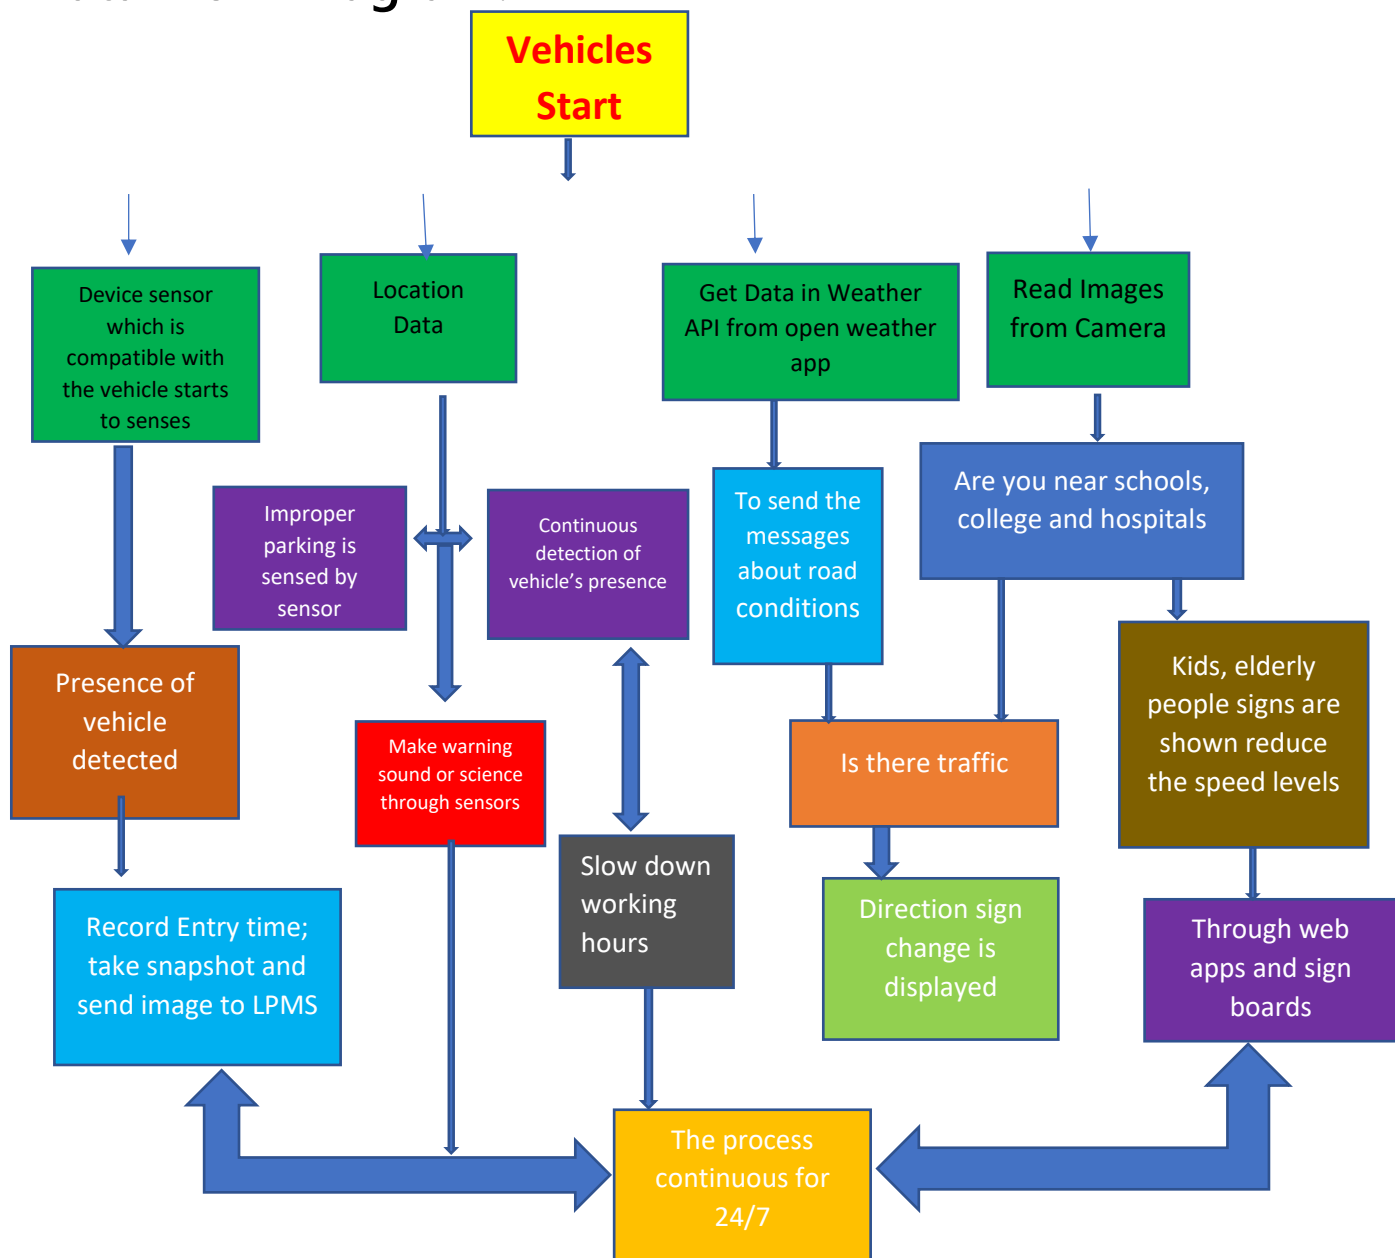 Vehicles
Start
Device sensor
which is
compatible with
the vehicle starts
to senses
Location
Data
Get Data in Weather
API from open weather
app
Read Images
from Camera
Improper
parking is
sensed by
sensor
Continuous
detection of
vehicle's presence
To send the
messages
about road
conditions
Are you near schools,
college and hospitals
Presence of
vehicle
detected
Make warning
sound or science
through sensors
Is there traffic
Kids, elderly
people signs are
shown reduce
the speed levels
Record Entry time;
take snapshot and
send image to LPMS
Slow down
working
hours
Direction sign
change is
displayed
Through web
apps and sign
boards
The process
continuous for
24/7